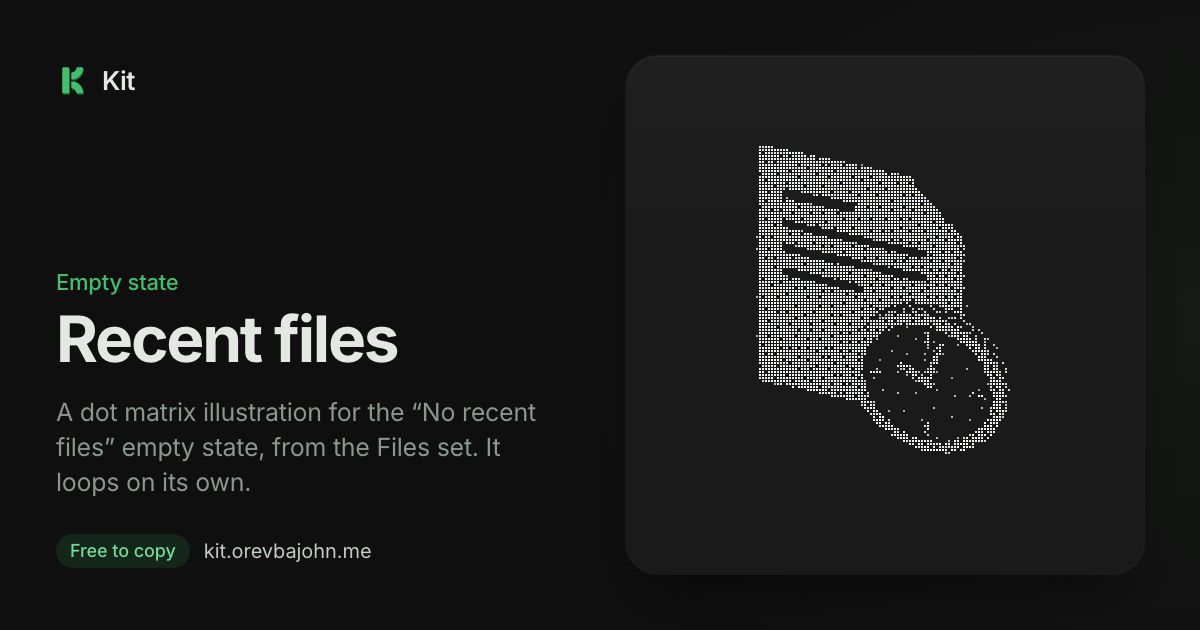 Kit
Empty state
Recent files
A dot matrix illustration for the “No recent
files” empty state, from the Files set. It
loops on its own.
Free to copy
kit.orevbajohn.me